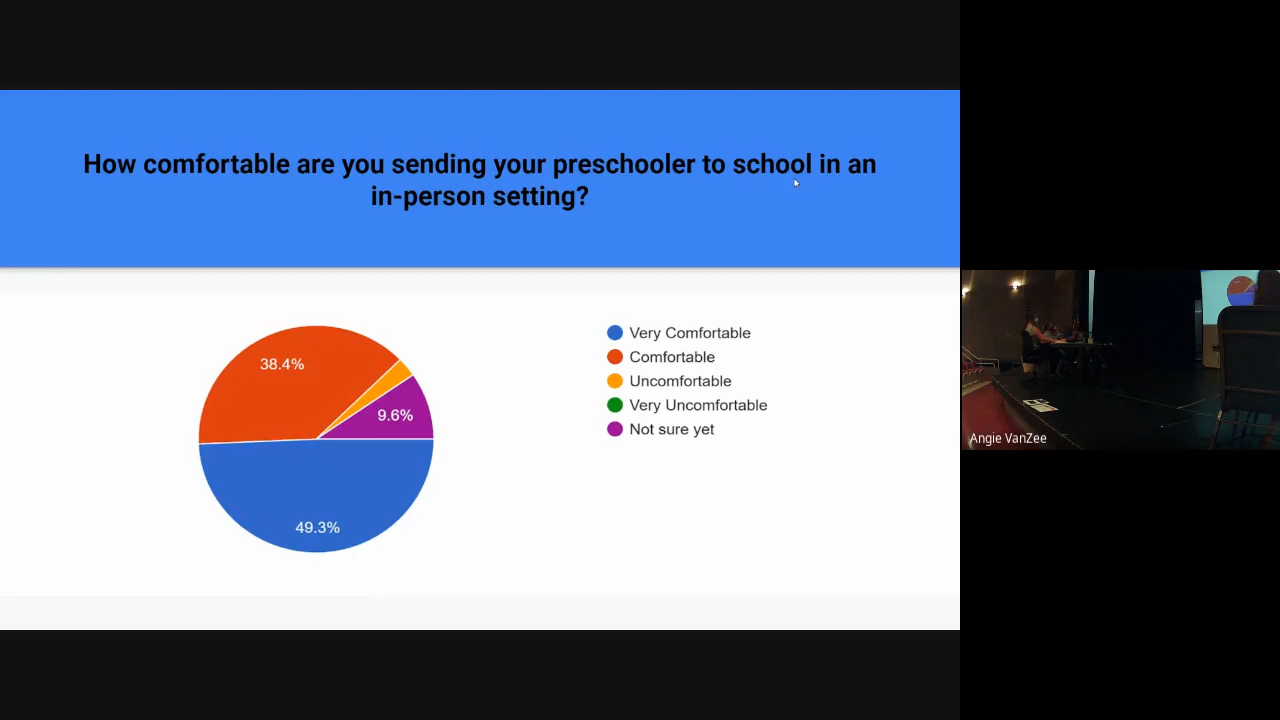 How comfortable are you sending your preschooler to school in an
in-person setting?
38.4%
9.6%
49.3%
Very Comfortable
Comfortable
Uncomfortable
Very Uncomfortable
Not sure yet
Angie VanZee